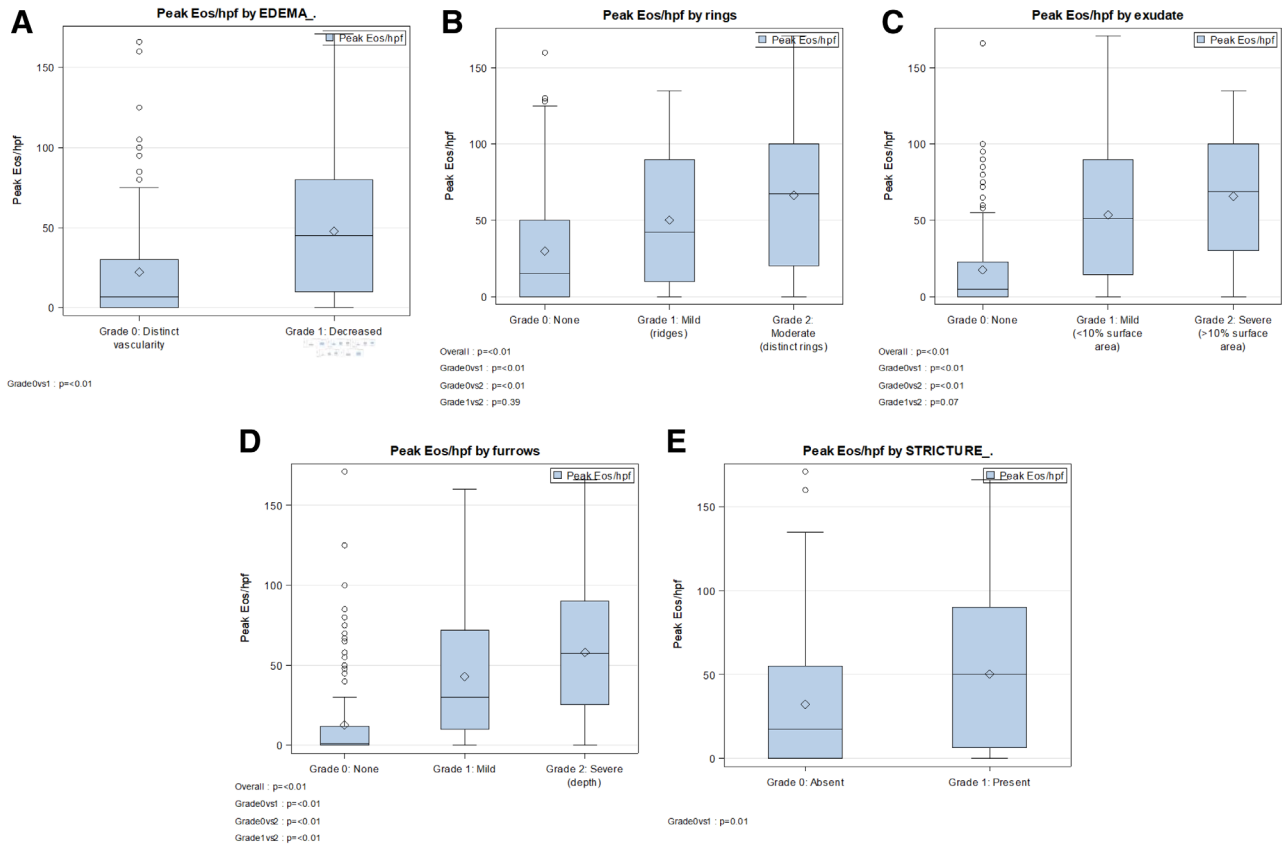 A
Peak Eos/hpf by EDEMA_.
Peak Eos/hpf
Peak Eos/hpf
150
100
50
0
Grade 0: Distinct
vascularity
Grade 1: Decreased
Grade0vs1 : p=<0.01
B
Peak Eos/hpf by rings
Peak Eos/hpf
Peak Eos/hpf
150
100
50
0
Grade 0: None
Grade 1: Mild
(ridges)
Grade 2:
Moderate
(distinct rings)
Overall : p=<0.01
Grade0vs1 : p=<0.01
Grade0vs2 : p=<0.01
Grade1vs2 : p=0.39
C
Peak Eos/hpf by exudate
Peak Eos/hpf
Peak Eos/hpf
150
100
50
0
Grade 0: None
Grade 1: Mild
(<10% surface
area)
Grade 2: Severe
(>10% surface
area)
Overall : p=<0.01
Grade0vs1 : p=<0.01
Grade0vs2 : p=<0.01
Grade1vs2 : p=0.07
D
Peak Eos/hpf by furrows
Peak Eos/hpf
Peak Eos/hpf
150
100
50
0
Grade 0: None
Grade 1: Mild
Grade 2: Severe
(depth)
Overall : p=<0.01
Grade0vs1 : p=<0.01
Grade0vs2 : p=<0.01
Grade1vs2 : p=<0.01
E
Peak Eos/hpf by STRICTURE_.
Peak Eos/hpf
Peak Eos/hpf
150
100
50
0
Grade 0: Absent
Grade 1: Present
Grade0vs1 : p=0.01